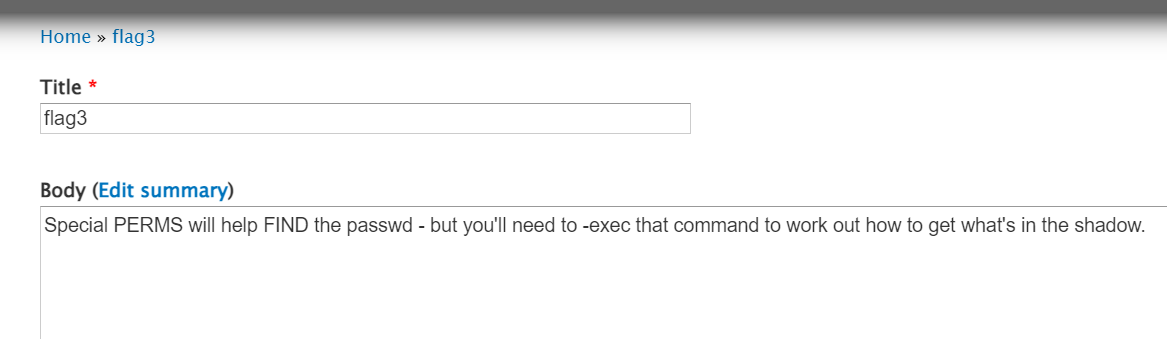 Home » flag3
Title *
flag3
Body (Edit summary)
Special PERMS will help FIND the passwd - but you'll need to -exec that command to work out how to get what's in the shadow.